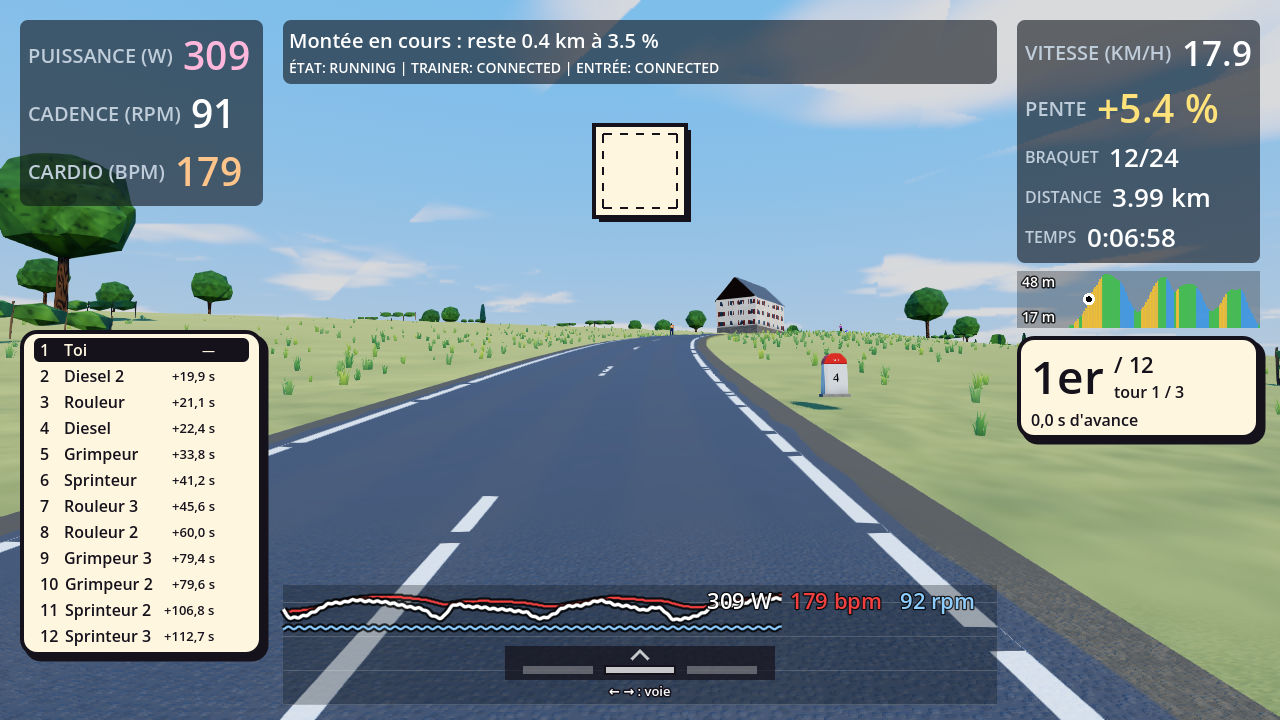 PUISSANCE (W) 309
CADENCE (RPM) 91
CARDIO (BPM) 179
Montée en cours : reste 0.4 km à 3.5 %
ÉTAT: RUNNING | TRAINER: CONNECTED | ENTRÉE: CONNECTED
VITESSE (KM/H) 17.9
PENTE +5.4 %
BRAQUET 12/24
DISTANCE 3.99 km
TEMPS 0:06:58
48 m
17 m
1 Toi —
2 Diesel 2 +19,9 s
3 Rouleur +21,1 s
4 Diesel +22,4 s
5 Grimpeur +33,8 s
6 Sprinteur +41,2 s
7 Rouleur 3 +45,6 s
8 Rouleur 2 +60,0 s
9 Grimpeur 3 +79,4 s
10 Grimpeur 2 +79,6 s
11 Sprinteur 2 +106,8 s
12 Sprinteur 3 +112,7 s
4
1er / 12
tour 1 / 3
0,0 s d'avance
309 W 179 bpm 92 rpm
← → : voie